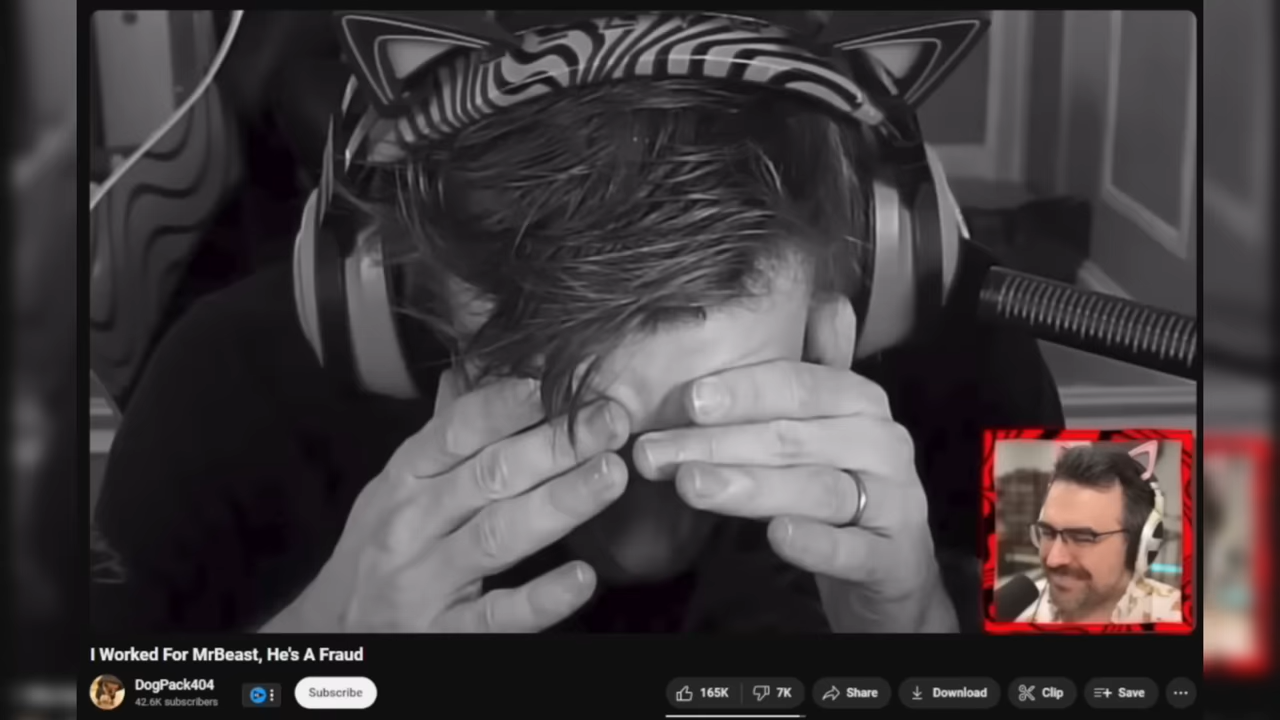 I Worked For MrBeast, He's A Fraud
DogPack404
42.6K subscribers
Subscribe
165K
7K
Share
Download
Clip
Save